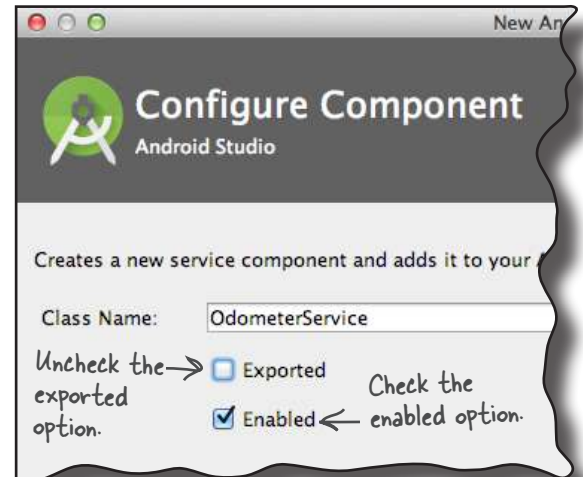 New An
Configure Component
Android Studio
Creates a new service component and adds it to your
Class Name: OdometerService
Uncheck the exported option.
Exported
Check the enabled option.
Enabled